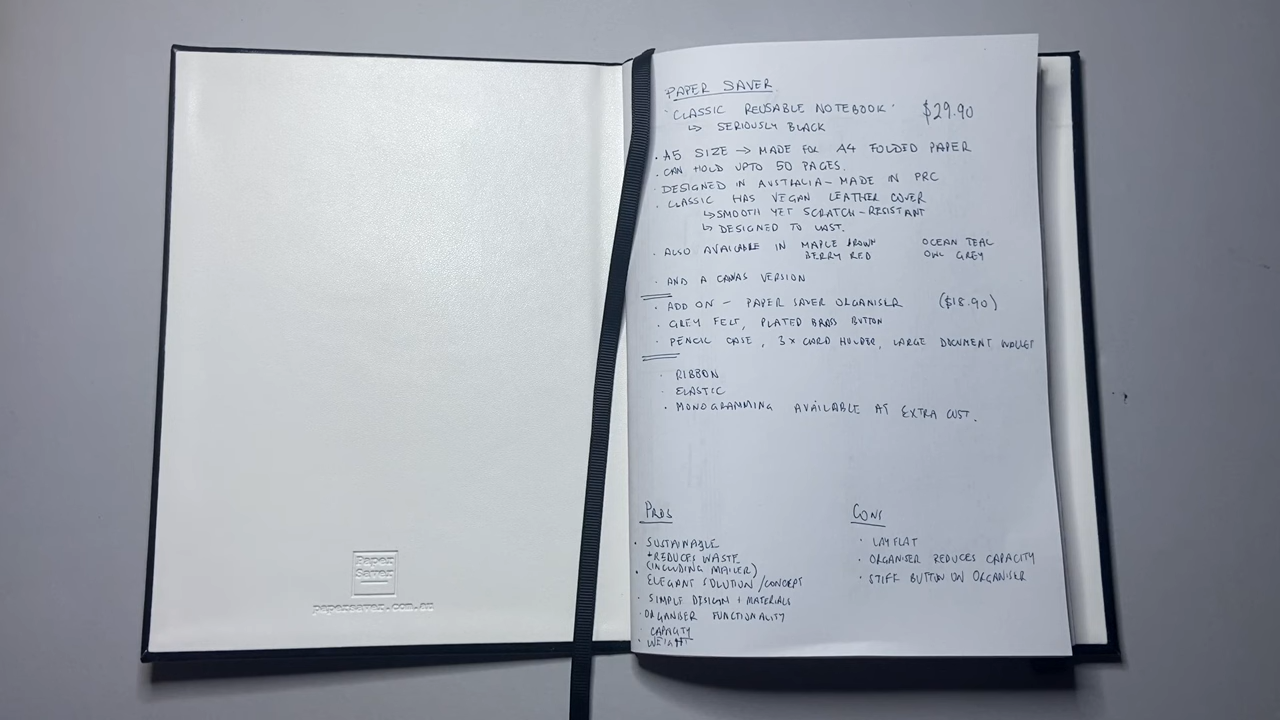 Paper
Saver
papersaver.com.au
PAPER SAVER
'CLASSIC REUSABLE NOTEBOOK' $29.90
↳ SERIOUSLY BLACK
· A5 SIZE → MADE FOR A4 FOLDED PAPER
· CAN HOLD UPTO 50 PAGES.
· DESIGNED IN AUSTRALIA - MADE IN PRC
· CLASSIC HAS VEGAN LEATHER COVER
↳ SMOOTH YET SCRATCH-RESISTANT
↳ DESIGNED TO LAST.
· ALSO AVAILABLE IN MAPLE BROWN OCEAN TEAL
BERRY RED OWL GREY
· AND A CANAS VERSION
· ADD ON - PAPER SAVER ORGANISER ($18.90)
· GREY FELT, PLATED BRASS BUTTON
· PENCIL CASE, 3 x CARD HOLDER, LARGE DOCUMENT WALLET
· RIBBON
· ELASTIC
· MONOGRAMMING AVAILABLE AT EXTRA COST.
PROS
· SUSTAINABLE
+ REDUCES WASTE
(INCLUDING MAILER)
· ELEGANT SOLUTION/CONCEPT
· SIMPLE DESIGN + MATERIALS
· ORGANISER FUNCTIONALITY
CAPACITY
· WEIGHT
CONS
· LAY FLAT
· ORGANISER REDUCES CAPACITY
· STIFF BUTTON ON ORGANISER